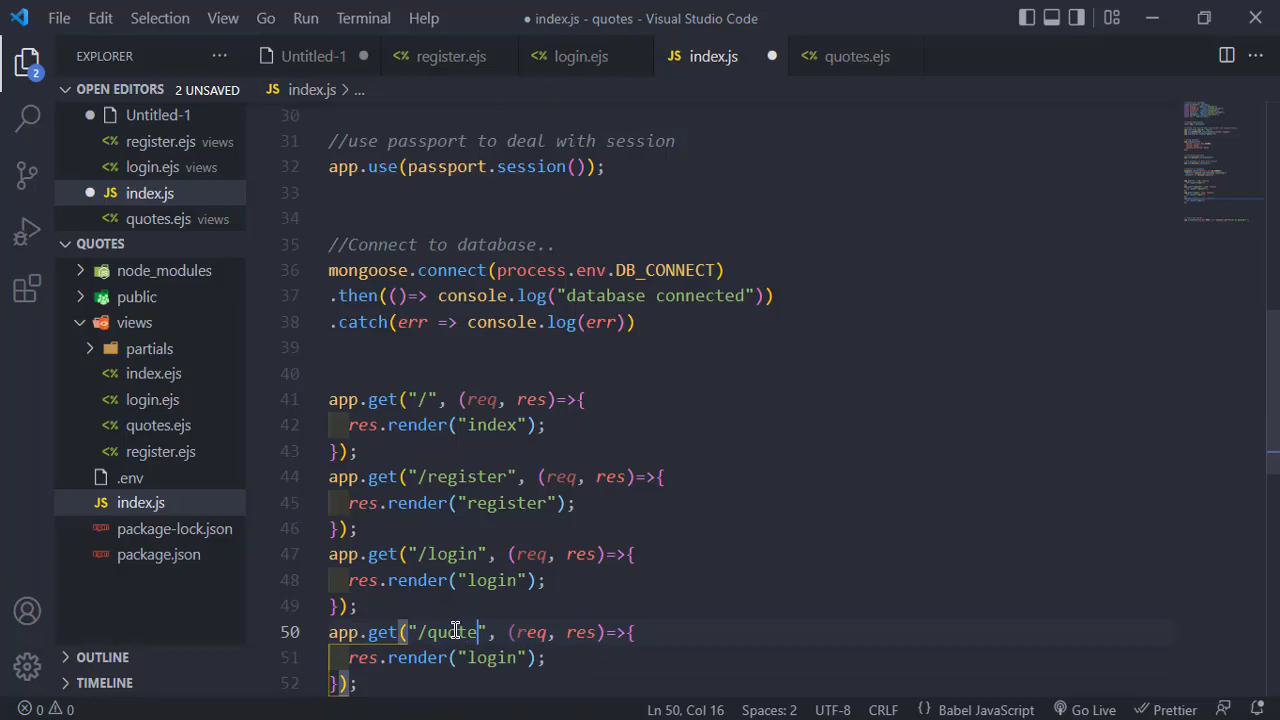 File Edit Selection View Go Run Terminal Help
● index.js - quotes - Visual Studio Code
EXPLORER
Untitled-1
register.ejs
login.ejs
JS index.js
quotes.ejs
2
OPEN EDITORS 2 UNSAVED
Untitled-1
register.ejs views
login.ejs views
JS index.js
quotes.ejs views
QUOTES
node_modules
public
views
partials
index.ejs
login.ejs
quotes.ejs
register.ejs
.env
JS index.js
package-lock.json
package.json
OUTLINE
TIMELINE
JS index.js > ...
30
31 //use passport to deal with session
32 app.use(passport.session());
33
34
35 //Connect to database..
36 mongoose.connect(process.env.DB_CONNECT)
37 .then(()=> console.log("database connected"))
38 .catch(err => console.log(err))
39
40
41 app.get("/", (req, res)=>{
42 res.render("index");
43 });
44 app.get("/register", (req, res)=>{
45 res.render("register");
46 });
47 app.get("/login", (req, res)=>{
48 res.render("login");
49 });
50 app.get("/quote", (req, res)=>{
51 res.render("login");
52 });
0 0 Ln 50, Col 16 Spaces: 2 UTF-8 CRLF {} Babel JavaScript Go Live Prettier